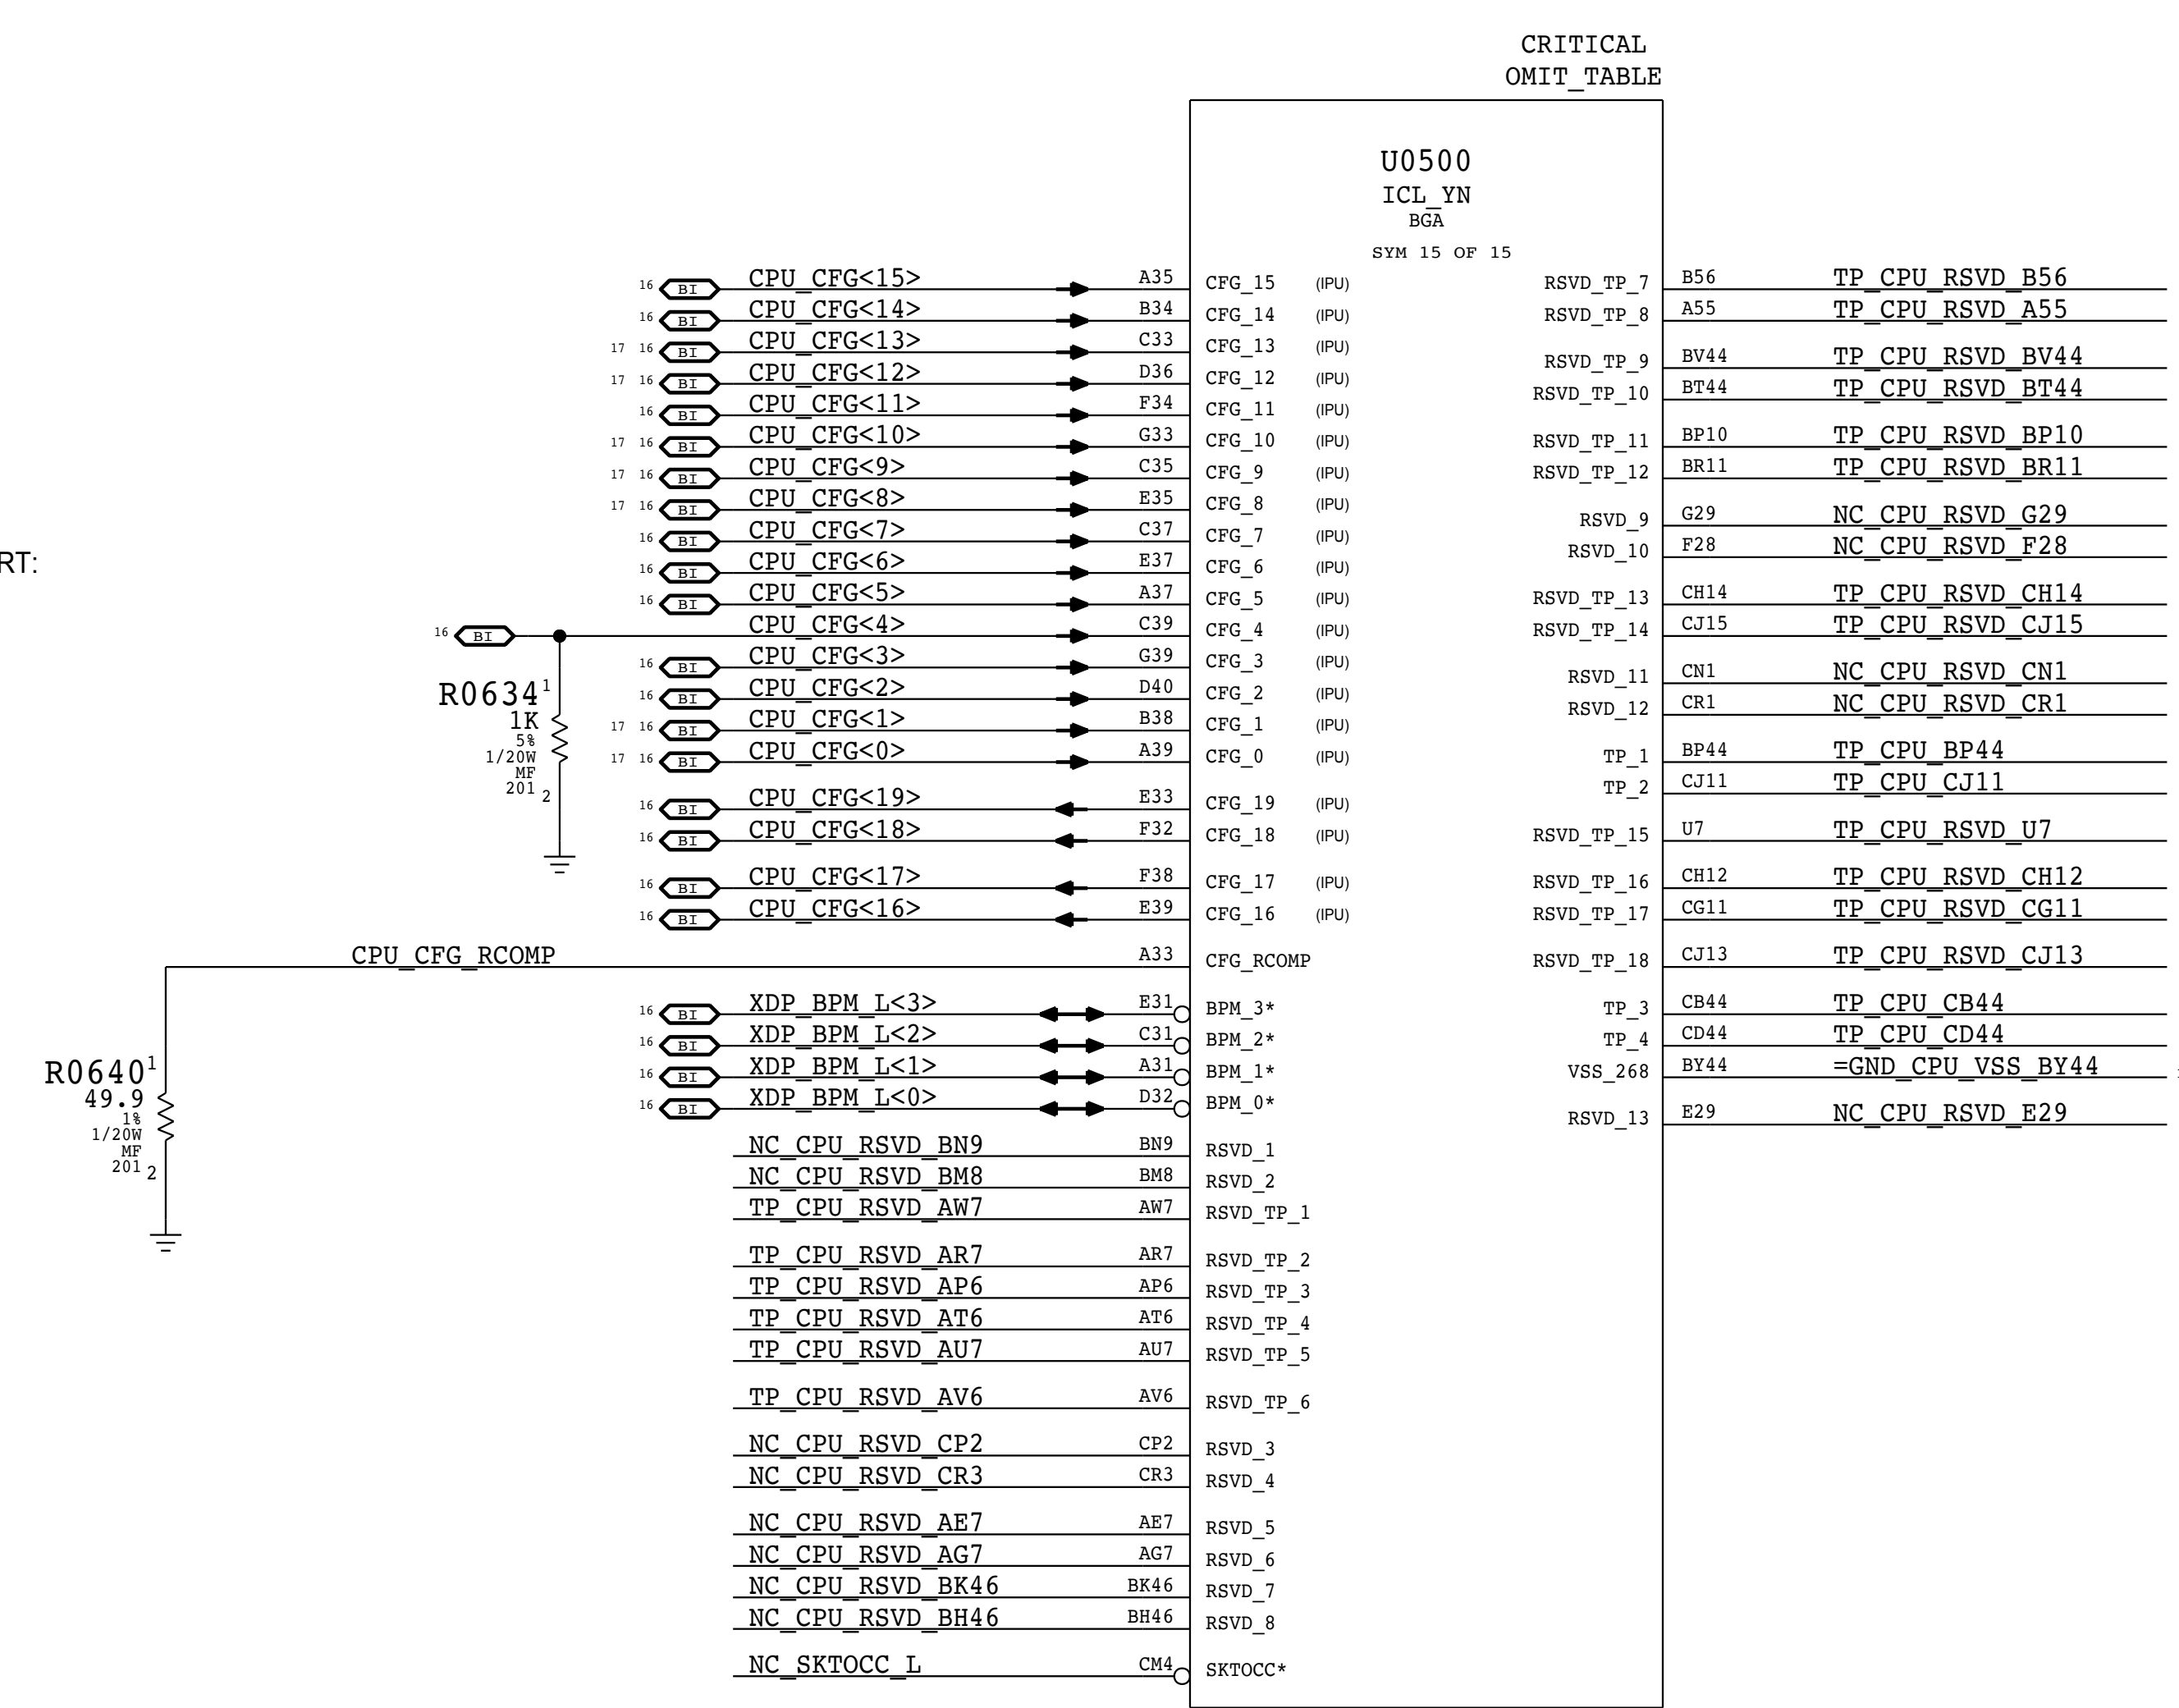 CRITICAL
OMIT_TABLE
U0500
ICL_YN
BGA
SYM 15 OF 15
16 BI CPU_CFG<15> A35 CFG_15 (IPU) RSVD_TP_7 B56 TP_CPU_RSVD_B56
16 BI CPU_CFG<14> B34 CFG_14 (IPU) RSVD_TP_8 A55 TP_CPU_RSVD_A55
17 16 BI CPU_CFG<13> C33 CFG_13 (IPU) RSVD_TP_9 BV44 TP_CPU_RSVD_BV44
17 16 BI CPU_CFG<12> D36 CFG_12 (IPU) RSVD_TP_10 BT44 TP_CPU_RSVD_BT44
16 BI CPU_CFG<11> F34 CFG_11 (IPU)
17 16 BI CPU_CFG<10> G33 CFG_10 (IPU) RSVD_TP_11 BP10 TP_CPU_RSVD_BP10
17 16 BI CPU_CFG<9> C35 CFG_9 (IPU) RSVD_TP_12 BR11 TP_CPU_RSVD_BR11
17 16 BI CPU_CFG<8> E35 CFG_8 (IPU) RSVD_9 G29 NC_CPU_RSVD_G29
16 BI CPU_CFG<7> C37 CFG_7 (IPU) RSVD_10 F28 NC_CPU_RSVD_F28
RT:
16 BI CPU_CFG<6> E37 CFG_6 (IPU)
16 BI CPU_CFG<5> A37 CFG_5 (IPU) RSVD_TP_13 CH14 TP_CPU_RSVD_CH14
16 BI CPU_CFG<4> C39 CFG_4 (IPU) RSVD_TP_14 CJ15 TP_CPU_RSVD_CJ15
16 BI CPU_CFG<3> G39 CFG_3 (IPU) RSVD_11 CN1 NC_CPU_RSVD_CN1
16 BI CPU_CFG<2> D40 CFG_2 (IPU) RSVD_12 CR1 NC_CPU_RSVD_CR1
17 16 BI CPU_CFG<1> B38 CFG_1 (IPU)
17 16 BI CPU_CFG<0> A39 CFG_0 (IPU) TP_1 BP44 TP_CPU_BP44
R0634 1
1K
5%
1/20W
MF
201 2
TP_2 CJ11 TP_CPU_CJ11
16 BI CPU_CFG<19> E33 CFG_19 (IPU)
16 BI CPU_CFG<18> F32 CFG_18 (IPU) RSVD_TP_15 U7 TP_CPU_RSVD_U7
16 BI CPU_CFG<17> F38 CFG_17 (IPU) RSVD_TP_16 CH12 TP_CPU_RSVD_CH12
16 BI CPU_CFG<16> E39 CFG_16 (IPU) RSVD_TP_17 CG11 TP_CPU_RSVD_CG11
CPU_CFG_RCOMP A33 CFG_RCOMP RSVD_TP_18 CJ13 TP_CPU_RSVD_CJ13
16 BI XDP_BPM_L<3> E31 BPM_3* TP_3 CB44 TP_CPU_CB44
16 BI XDP_BPM_L<2> C31 BPM_2* TP_4 CD44 TP_CPU_CD44
16 BI XDP_BPM_L<1> A31 BPM_1* VSS_268 BY44 =GND_CPU_VSS_BY44
16 BI XDP_BPM_L<0> D32 BPM_0* RSVD_13 E29 NC_CPU_RSVD_E29
R0640 1
49.9
1%
1/20W
MF
201 2
NC_CPU_RSVD_BN9 BN9 RSVD_1
NC_CPU_RSVD_BM8 BM8 RSVD_2
TP_CPU_RSVD_AW7 AW7 RSVD_TP_1
TP_CPU_RSVD_AR7 AR7 RSVD_TP_2
TP_CPU_RSVD_AP6 AP6 RSVD_TP_3
TP_CPU_RSVD_AT6 AT6 RSVD_TP_4
TP_CPU_RSVD_AU7 AU7 RSVD_TP_5
TP_CPU_RSVD_AV6 AV6 RSVD_TP_6
NC_CPU_RSVD_CP2 CP2 RSVD_3
NC_CPU_RSVD_CR3 CR3 RSVD_4
NC_CPU_RSVD_AE7 AE7 RSVD_5
NC_CPU_RSVD_AG7 AG7 RSVD_6
NC_CPU_RSVD_BK46 BK46 RSVD_7
NC_CPU_RSVD_BH46 BH46 RSVD_8
NC_SKTOCC_L CM4 SKTOCC*